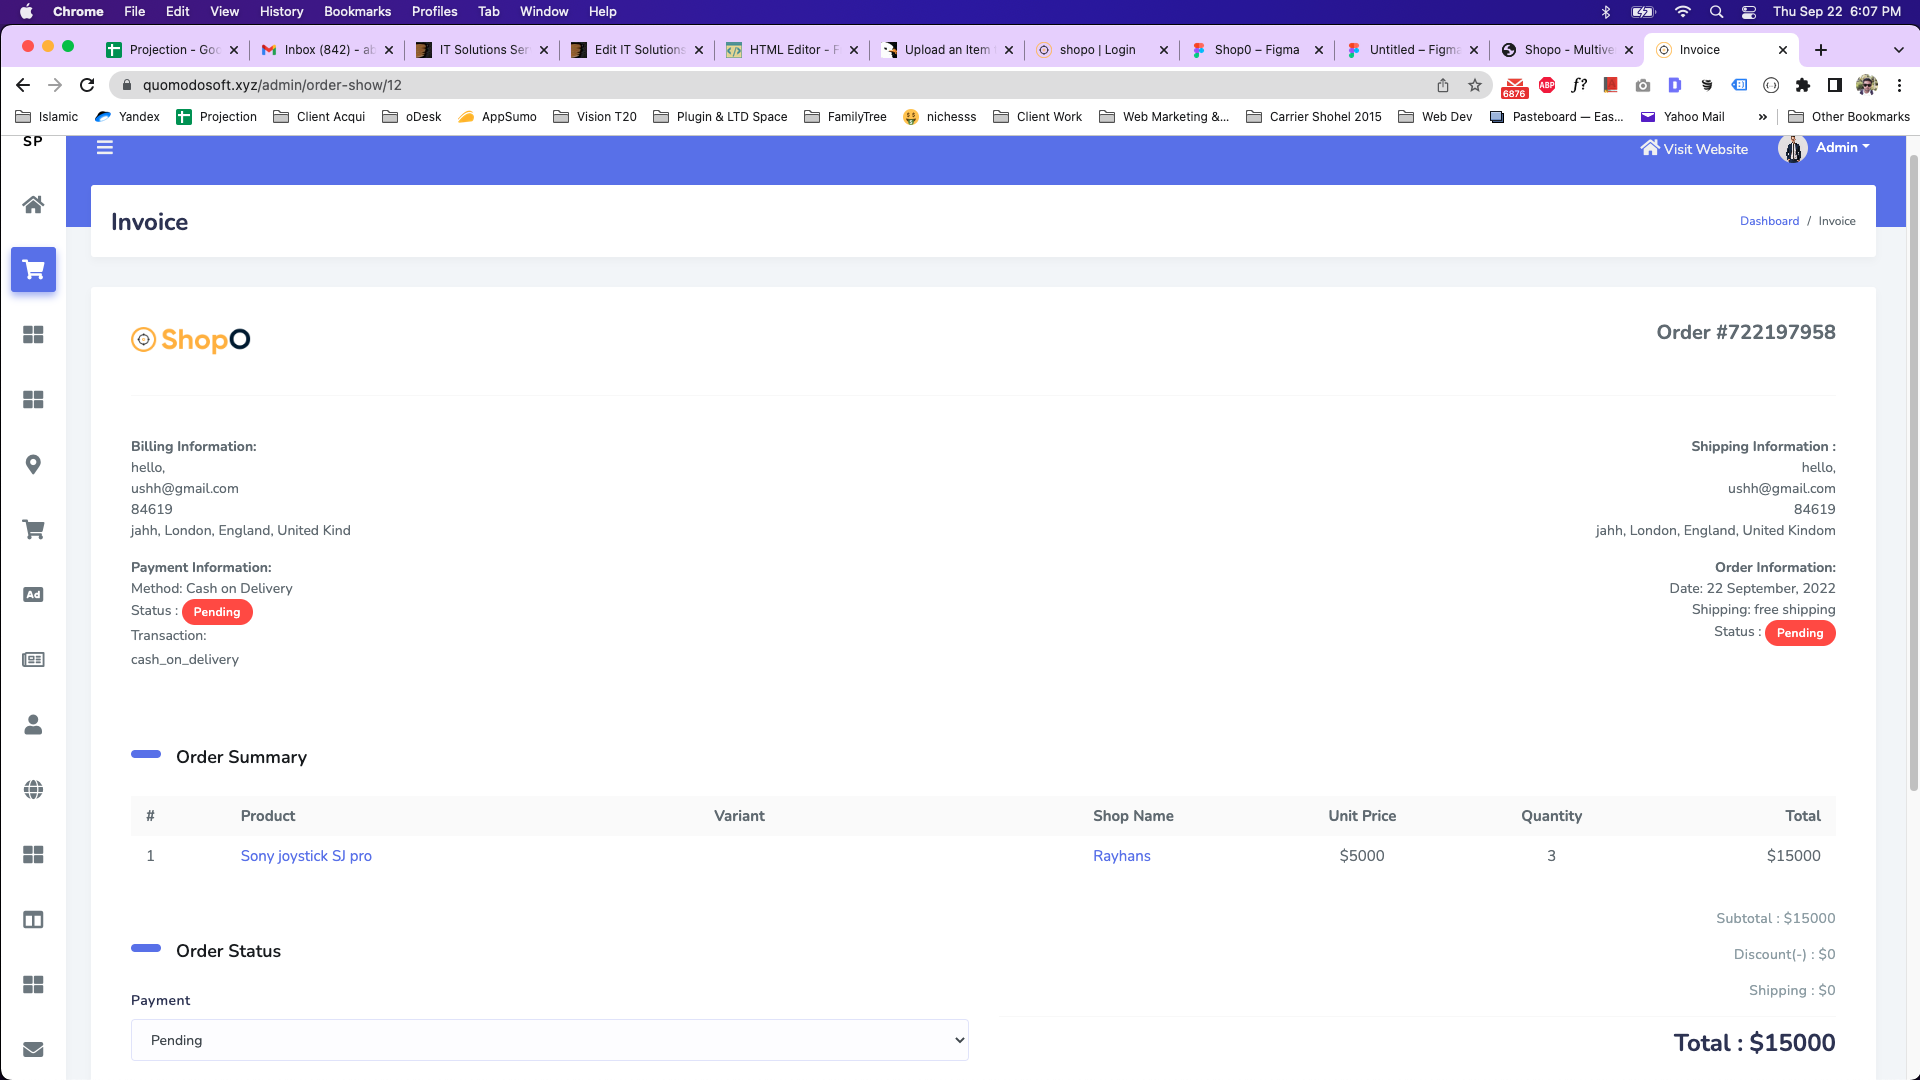 Chrome File Edit View History Bookmarks Profiles Tab Window Help Thu Sep 22 6:07 PM
Projection - Goo Inbox (842) - ab IT Solutions Ser Edit IT Solutions HTML Editor - F Upload an Item shopo | Login Shop0 – Figma Untitled – Figma Shopo - Multive Invoice
quomodosoft.xyz/admin/order-show/12 6876 ABP f?
Islamic Yandex Projection Client Acqui oDesk AppSumo Vision T20 Plugin & LTD Space FamilyTree nichesss Client Work Web Marketing &... Carrier Shohel 2015 Web Dev Pasteboard — Eas... Yahoo Mail » Other Bookmarks
SP Visit Website Admin
Invoice Dashboard / Invoice
ShopO Order #722197958
Billing Information: Shipping Information :
hello, hello,
ushh@gmail.com ushh@gmail.com
84619 84619
jahh, London, England, United Kind jahh, London, England, United Kindom
Payment Information: Order Information:
Method: Cash on Delivery Date: 22 September, 2022
Ad
Status : Pending Shipping: free shipping
Transaction: Status : Pending
cash_on_delivery
Order Summary
# Product Variant Shop Name Unit Price Quantity Total
1 Sony joystick SJ pro Rayhans $5000 3 $15000
Subtotal : $15000
Order Status Discount(-) : $0
Shipping : $0
Payment
Pending Total : $15000